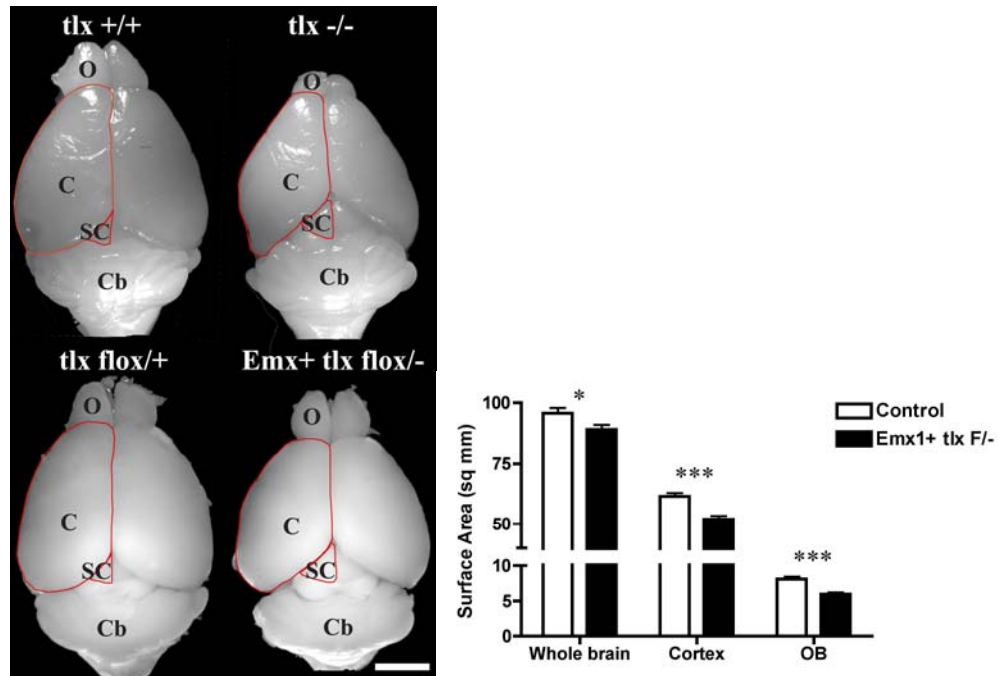 tlx +/+
tlx -/-
O
O
C
C
SC
SC
Cb
Cb
tlx flox/+
Emx+ tlx flox/-
O
O
C
C
SC
SC
Cb
Cb
Surface Area (sq mm)
100
75
50
10
5
0
*
***
***
Whole brain
Cortex
OB
Control
Emx1+ tlx F/-